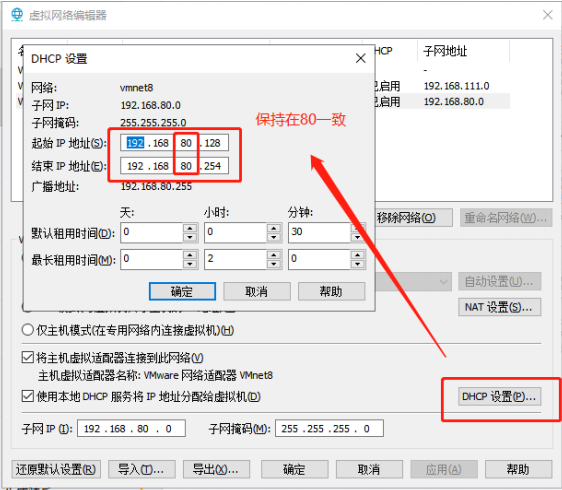 虚拟网络编辑器
DHCP 设置
HCP
子网地址
-
已启用
192.168.111.0
已启用
192.168.80.0
网络:
vmnet8
子网 IP:
192.168.80.0
子网掩码:
255.255.255.0
起始 IP 地址(S):
192 .168 . 80 .128
结束 IP 地址(E):
192 .168 . 80 .254
广播地址:
192.168.80.255
保持在80一致
天:
小时:
分钟:
默认租用时间(D):
0
0
30
最长租用时间(M):
0
2
0
确定
取消
帮助
移除网络(O)
重命名网络(W)...
自动设置(U)...
NAT 设置(S)...
仅主机模式(在专用网络内连接虚拟机)(H)
将主机虚拟适配器连接到此网络(V)
主机虚拟适配器名称: VMware 网络适配器 VMnet8
使用本地 DHCP 服务将 IP 地址分配给虚拟机(D)
DHCP 设置(P)...
子网 IP (I):
192 .168 . 80 . 0
子网掩码(M):
255 .255 .255 . 0
还原默认设置(R)
导入(T)...
导出(X)...
确定
取消
应用(A)
帮助